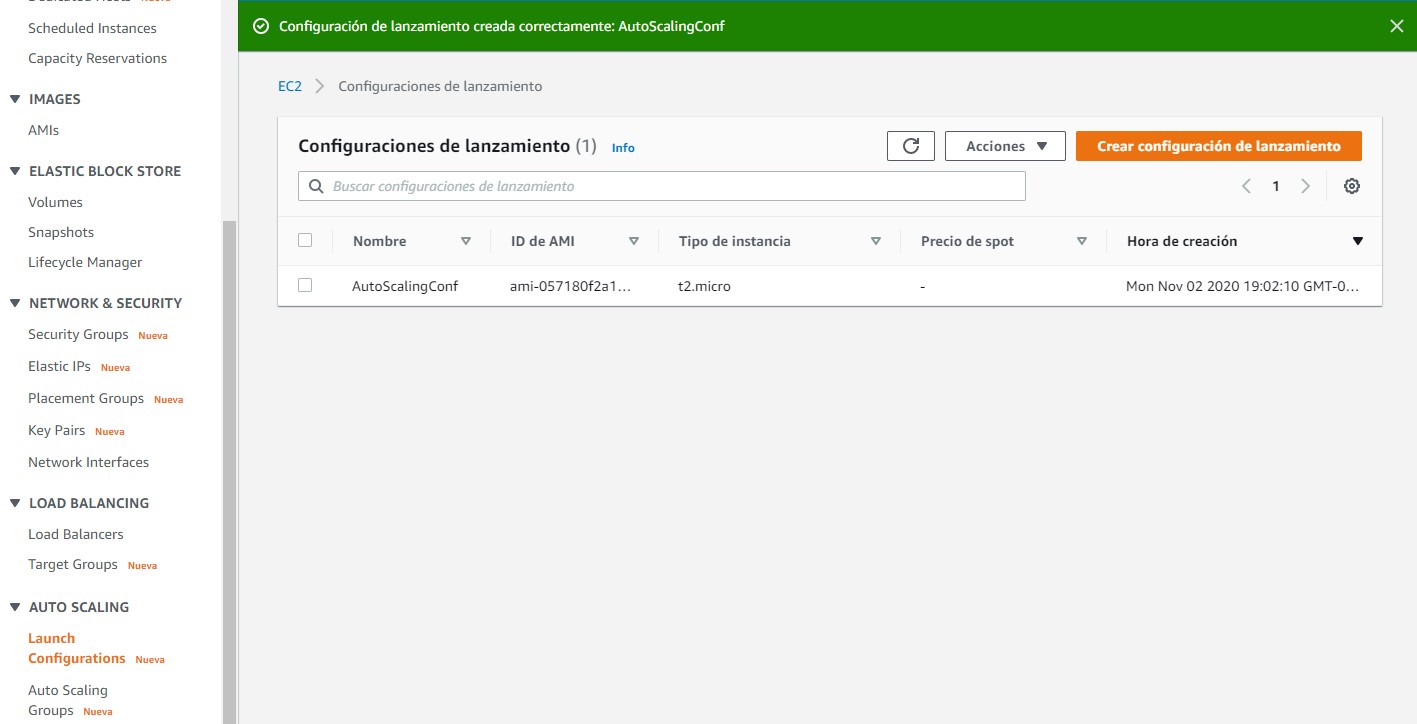 Dedicated Hosts Nueva
Scheduled Instances
Capacity Reservations
IMAGES
AMIs
ELASTIC BLOCK STORE
Volumes
Snapshots
Lifecycle Manager
NETWORK & SECURITY
Security Groups Nueva
Elastic IPs Nueva
Placement Groups Nueva
Key Pairs Nueva
Network Interfaces
LOAD BALANCING
Load Balancers
Target Groups Nueva
AUTO SCALING
Launch
Configurations Nueva
Auto Scaling
Groups Nueva
Configuración de lanzamiento creada correctamente: AutoScalingConf
EC2 Configuraciones de lanzamiento
Configuraciones de lanzamiento (1) Info Acciones Crear configuración de lanzamiento
Buscar configuraciones de lanzamiento 1
Nombre ID de AMI Tipo de instancia Precio de spot Hora de creación
AutoScalingConf ami-057180f2a1... t2.micro - Mon Nov 02 2020 19:02:10 GMT-0...